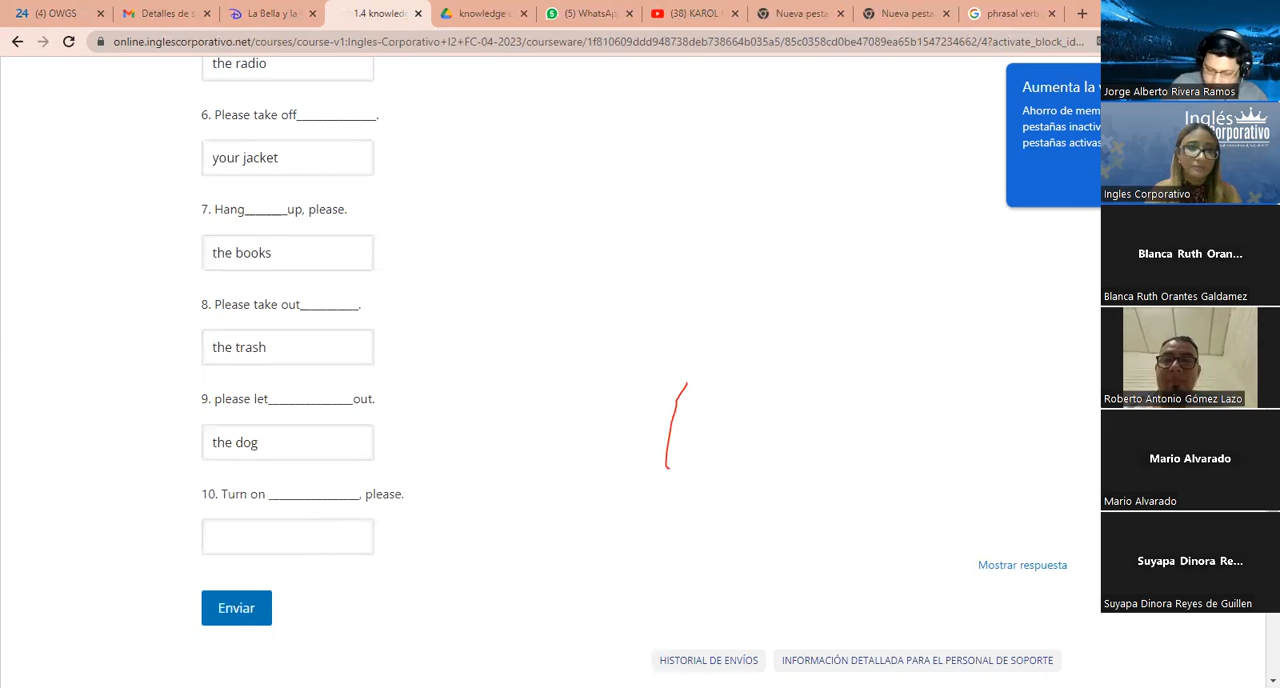 24 (4) OWGS
Detalles de s
La Bella y la
1.4 knowled
knowledge c
(5) WhatsAp
(38) KAROL
Nueva pesta
Nueva pesta
phrasal verb
online.inglescorporativo.net/courses/course-v1:Ingles-Corporativo+I2+FC-04-2023/courseware/1f810609ddd948738deb738664b035a5/85c0358cd0be47089ea65b1547234662/4?activate_block_id...
the radio
6. Please take off______________.
your jacket
7. Hang________up, please.
the books
8. Please take out___________.
the trash
9. please let________________out.
the dog
10. Turn on _________________, please.
Enviar
Mostrar respuesta
HISTORIAL DE ENVÍOS
INFORMACIÓN DETALLADA PARA EL PERSONAL DE SOPORTE
Aumenta la
Ahorro de mem
pestañas inactiv
pestañas activas
Jorge Alberto Rivera Ramos
Inglés
Corporativo
Ingles Corporativo
Blanca Ruth Oran...
Blanca Ruth Orantes Galdamez
Roberto Antonio Gómez Lazo
Mario Alvarado
Mario Alvarado
Suyapa Dinora Re...
Suyapa Dinora Reyes de Guillen